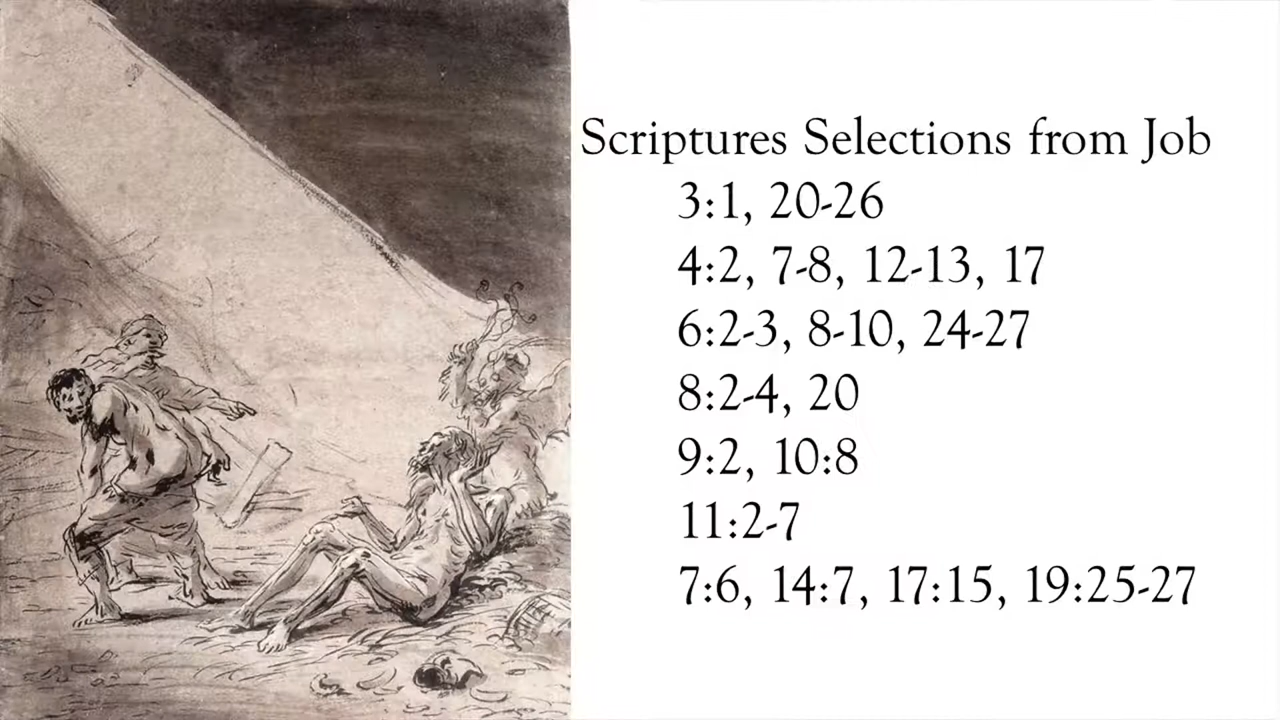 Scriptures Selections from Job
3:1, 20-26
4:2, 7-8, 12-13, 17
6:2-3, 8-10, 24-27
8:2-4, 20
9:2, 10:8
11:2-7
7:6, 14:7, 17:15, 19:25-27